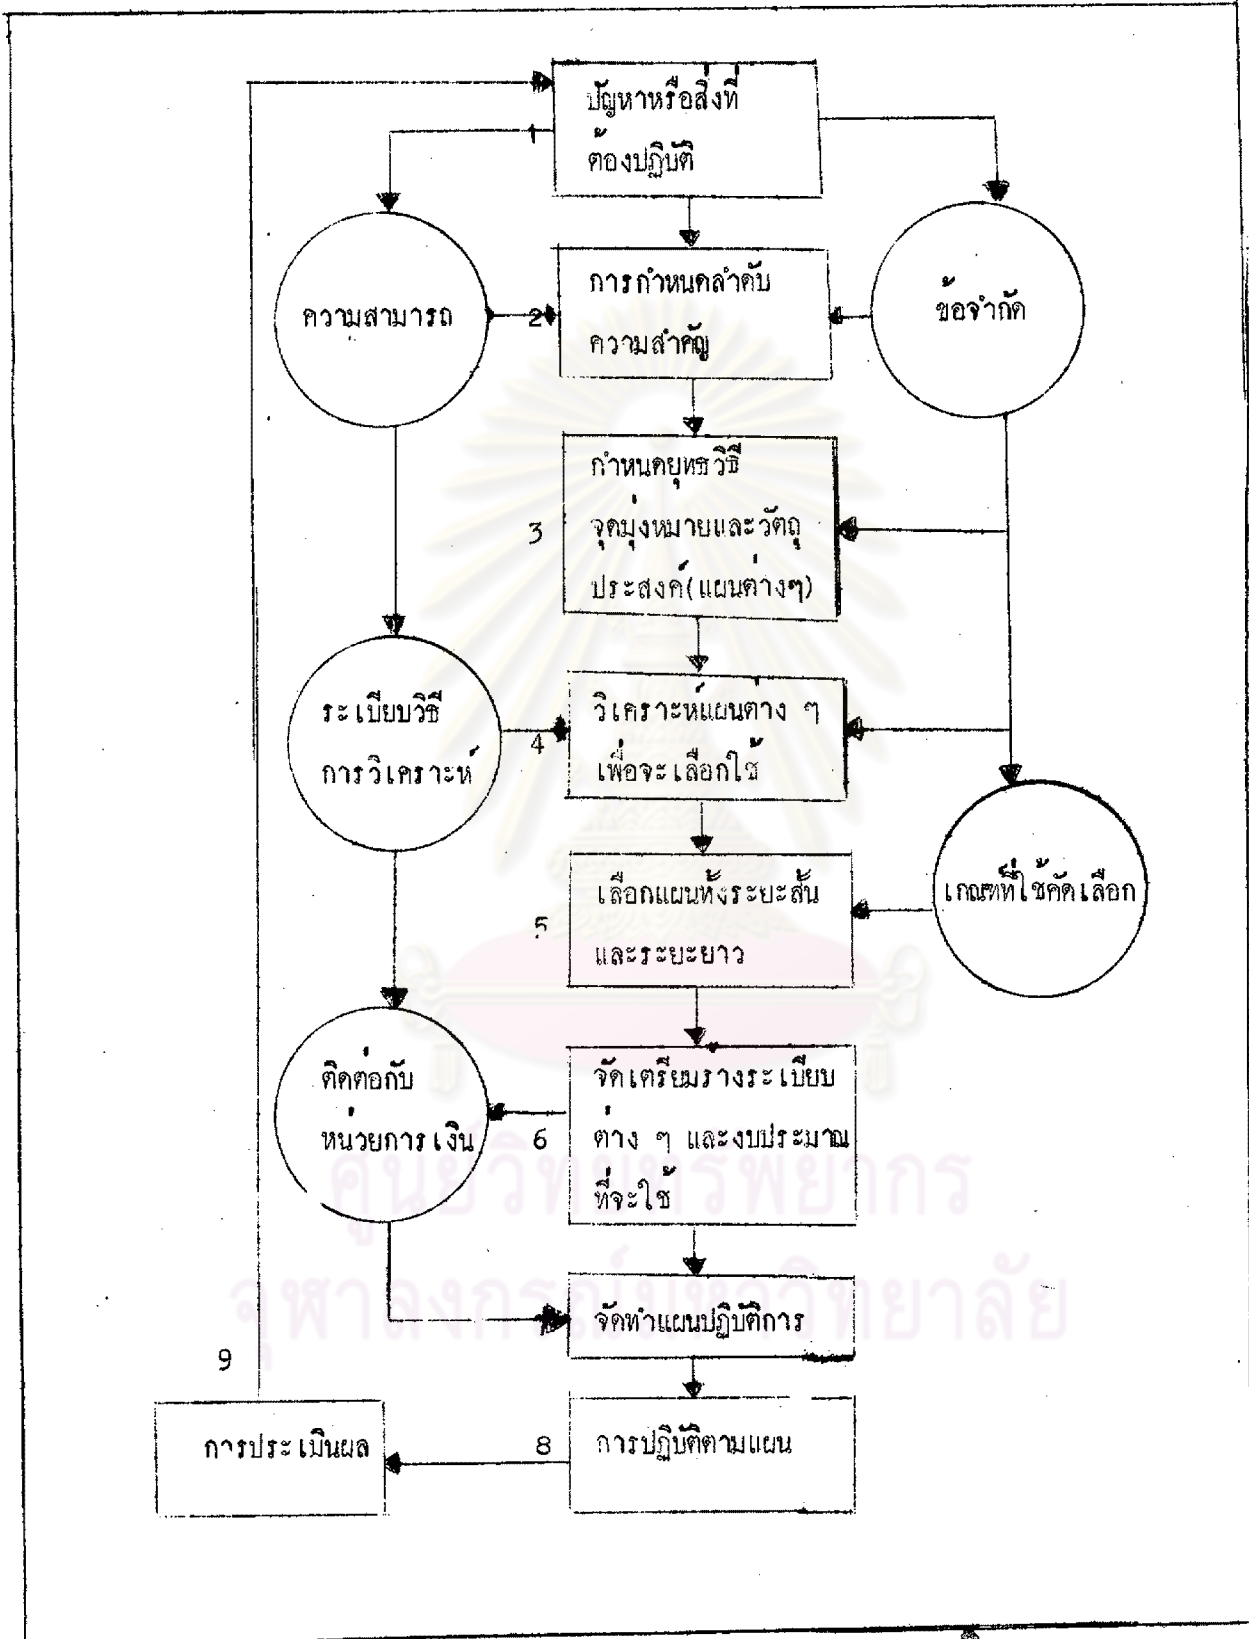 ปัญหาหรือสิ่งที่
1
ต้องปฏิบัติ
ความสามารถ
2
การกำหนดลำดับ
ความสำคัญ
ข้อจำกัด
กำหนดยุทธวิธี
3
จุดมุ่งหมายและวัตถุ
ประสงค์(แผนต่างๆ)
ระเบียบวิธี
การวิเคราะห์
4
วิเคราะห์แผนต่าง ๆ
เพื่อจะเลือกใช้
เกณฑ์ที่ใช้คัดเลือก
5
เลือกแผนทั้งระยะสั้น
และระยะยาว
ติดต่อกับ
หน่วยการเงิน
6
จัดเตรียมร่างระเบียบ
ต่าง ๆ และงบประมาณ
ที่จะใช้
ศูนย์วิทยทรัพยากร
จุฬาลงกรณ์มหาวิทยาลัย
จัดทำแผนปฏิบัติการ
9
การประเมินผล
8
การปฏิบัติตามแผน